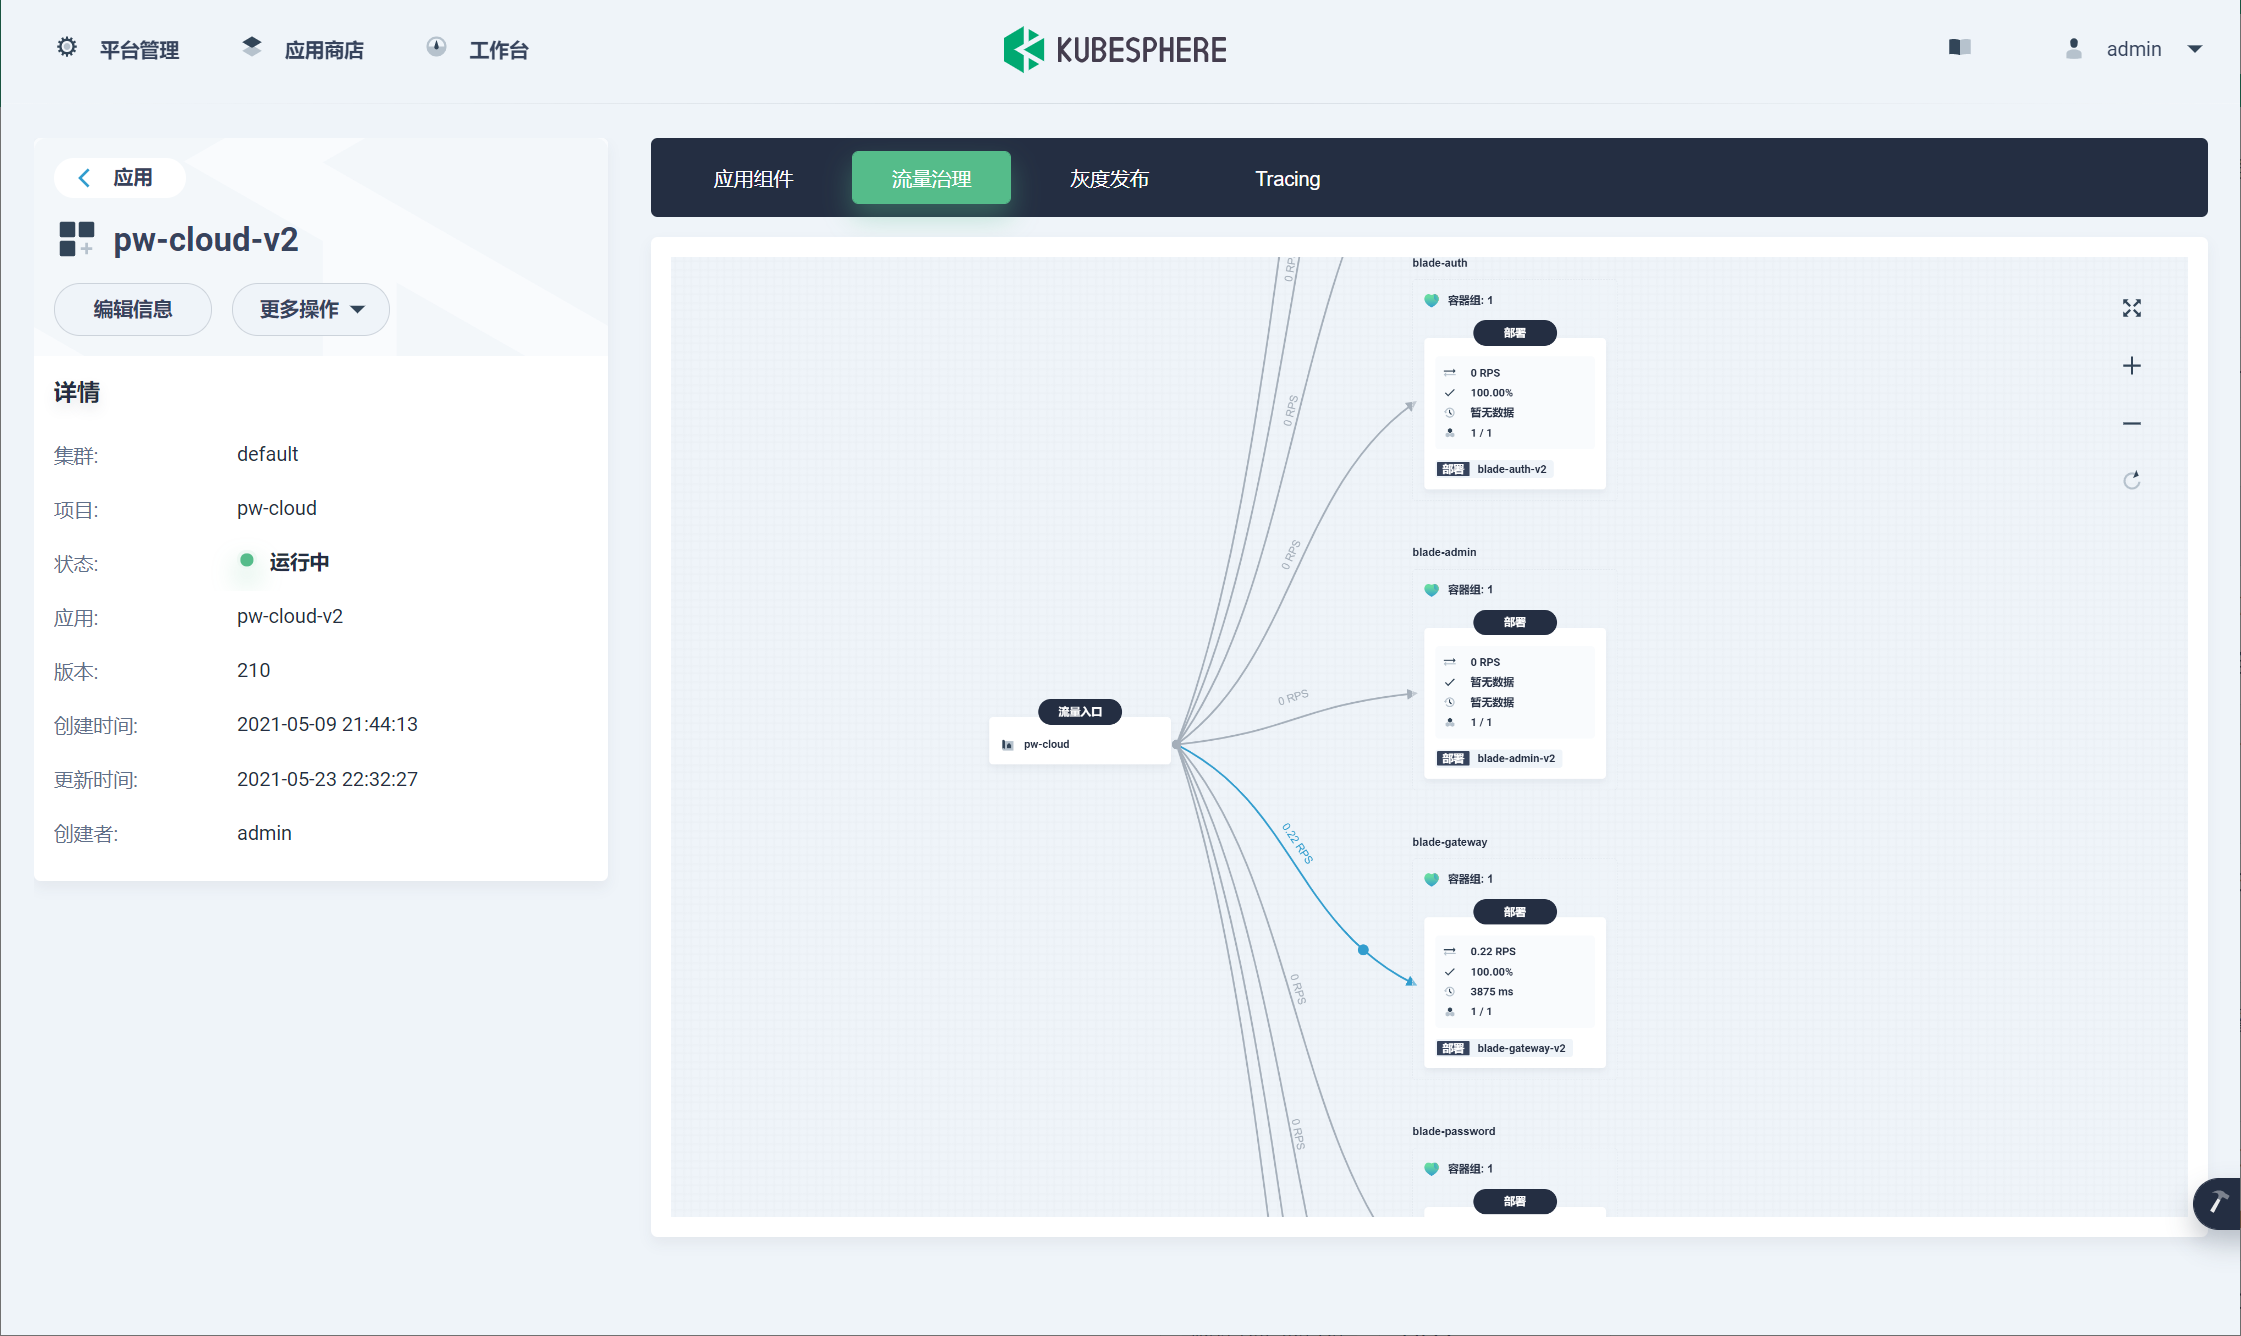 平台管理
应用商店
工作台
KUBESPHERE
admin
应用
pw-cloud-v2
编辑信息
更多操作
详情
集群: default
项目: pw-cloud
状态: 运行中
应用: pw-cloud-v2
版本: 210
创建时间: 2021-05-09 21:44:13
更新时间: 2021-05-23 22:32:27
创建者: admin
应用组件
流量治理
灰度发布
Tracing
0 RP
0 RPS
0 RPS
0 RPS
0.22 RPS
0 RPS
0 RPS
流量入口
pw-cloud
blade-auth
容器组: 1
部署
0 RPS
100.00%
暂无数据
1 / 1
部署 blade-auth-v2
blade-admin
容器组: 1
部署
0 RPS
暂无数据
暂无数据
1 / 1
部署 blade-admin-v2
blade-gateway
容器组: 1
部署
0.22 RPS
100.00%
3875 ms
1 / 1
部署 blade-gateway-v2
blade-password
容器组: 1
部署